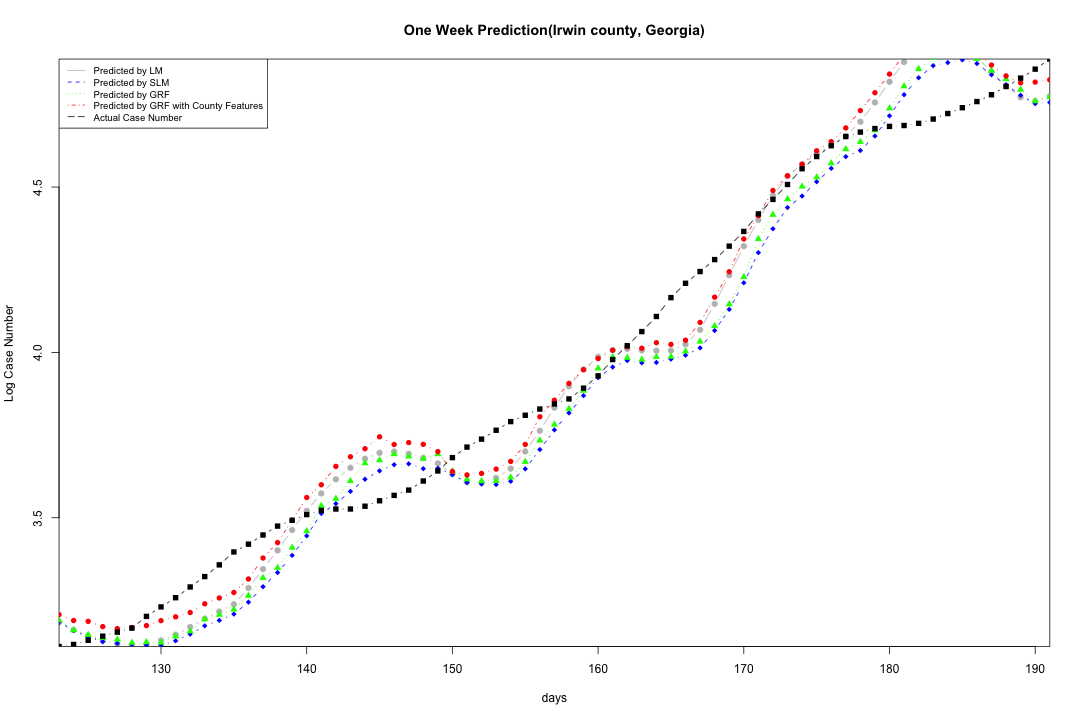 One Week Prediction(Irwin county, Georgia)
Predicted by LM
Predicted by SLM
Predicted by GRF
Predicted by GRF with County Features
Actual Case Number
4.5
4.0
3.5
Log Case Number
130 140 150 160 170 180 190
days